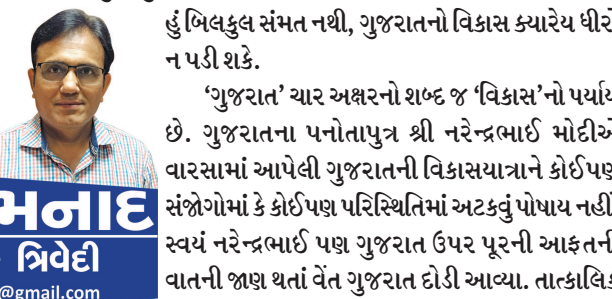 હું બિલકુલ સંમત નથી, ગુજરાતનો વિકાસ ક્યારેય ધીરો
ન પડી શકે.
‘ગુજરાત’ ચાર અક્ષરનો શબ્દ જ ‘વિકાસ’નો પર્યાય
છે. ગુજરાતના પનોતાપુત્ર શ્રી નરેન્દ્રભાઈ મોદીએ
વારસામાં આપેલી ગુજરાતની વિકાસયાત્રાને કોઈપણ
સંજોગોમાં કે કોઈપણ પરિસ્થિતિમાં અટકવું પોષાય નહીં
સ્વયં નરેન્દ્રભાઈ પણ ગુજરાત ઉપર પૂરની આફતની
વાતની જાણ થતાં વેંત ગુજરાત દોડી આવ્યા. તાત્કાલિક
મનાદ
ત્રિવેદી
@gmail.com